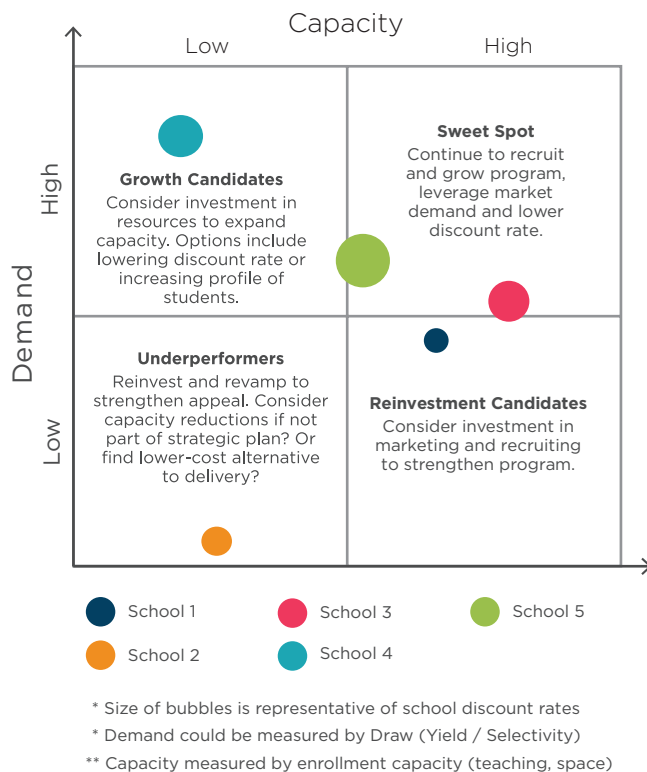 Capacity
Low
High
Demand
High
Low
Growth Candidates
Consider investment in
resources to expand
capacity. Options include
lowering discount rate or
increasing profile of
students.
Sweet Spot
Continue to recruit
and grow program,
leverage market
demand and lower
discount rate.
Underperformers
Reinvest and revamp to
strengthen appeal. Consider
capacity reductions if not
part of strategic plan? Or
find lower-cost alternative
to delivery?
Reinvestment Candidates
Consider investment in
marketing and recruiting
to strengthen program.
School 1
School 3
School 5
School 2
School 4
* Size of bubbles is representative of school discount rates
* Demand could be measured by Draw (Yield / Selectivity)
** Capacity measured by enrollment capacity (teaching, space)